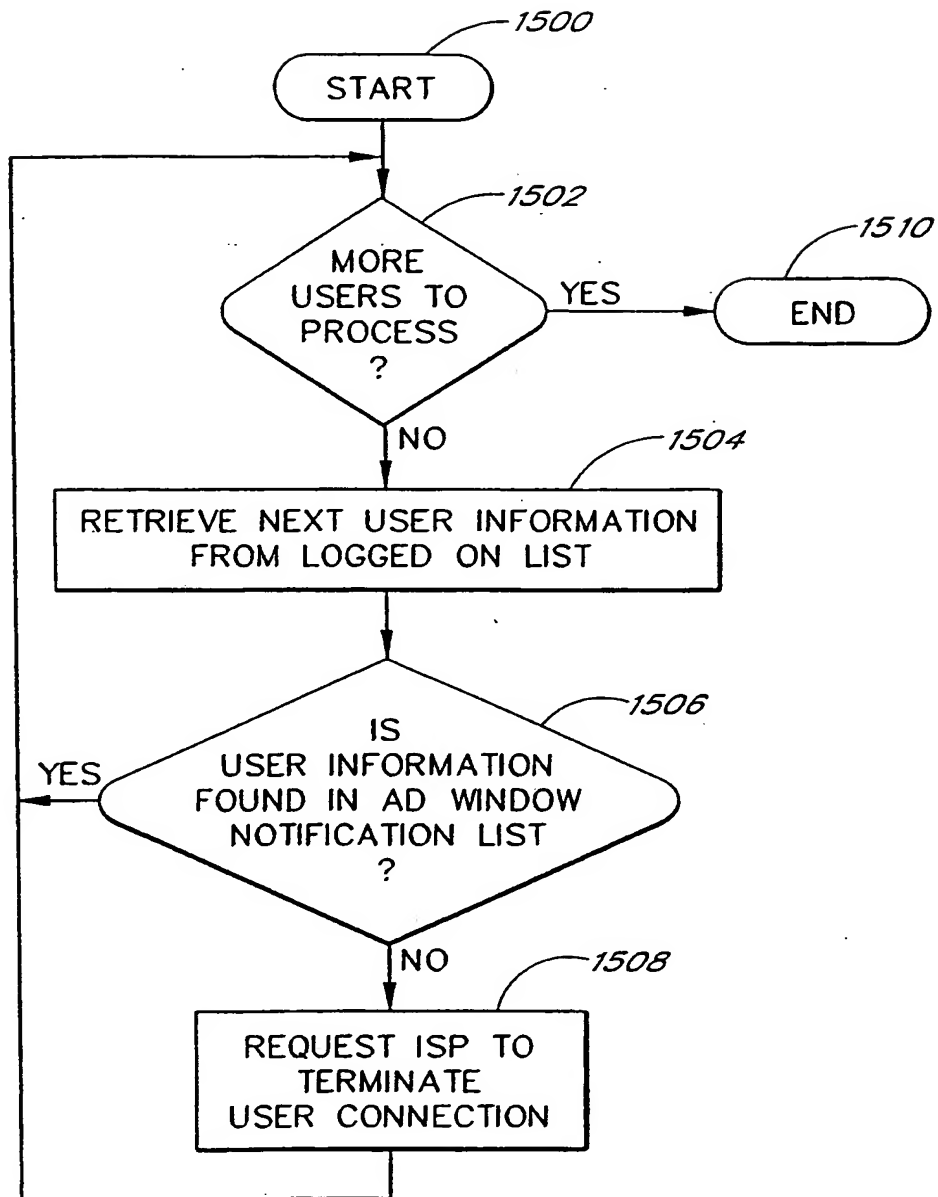 1500
START
1502
MORE
USERS TO
PROCESS
?
YES
1510
END
NO
1504
RETRIEVE NEXT USER INFORMATION
FROM LOGGED ON LIST
1506
IS
USER INFORMATION
FOUND IN AD WINDOW
NOTIFICATION LIST
?
YES
NO
1508
REQUEST ISP TO
TERMINATE
USER CONNECTION